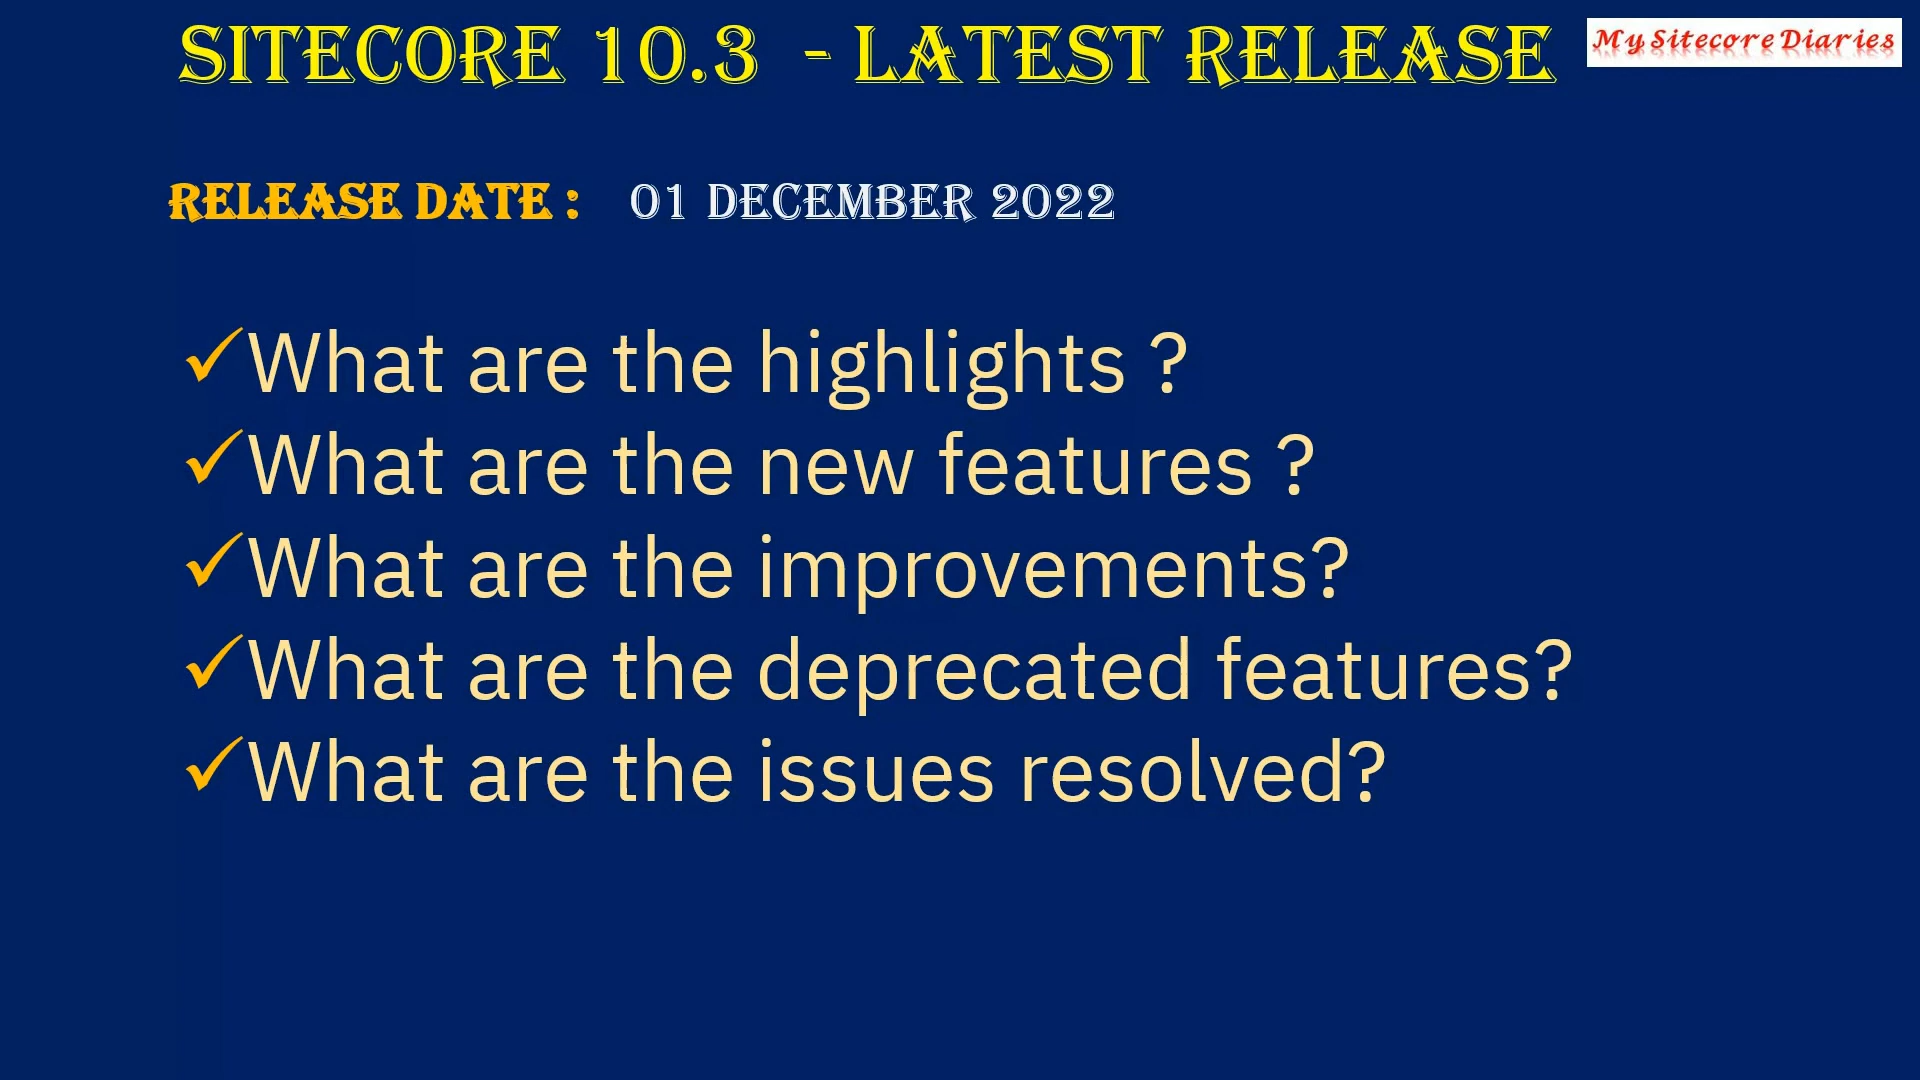 SITECORE 10.3 - LATEST RELEASE
My Sitecore Diaries
RELEASE DATE : 01 DECEMBER 2022
✓What are the highlights ?
✓What are the new features ?
✓What are the improvements?
✓What are the deprecated features?
✓What are the issues resolved?